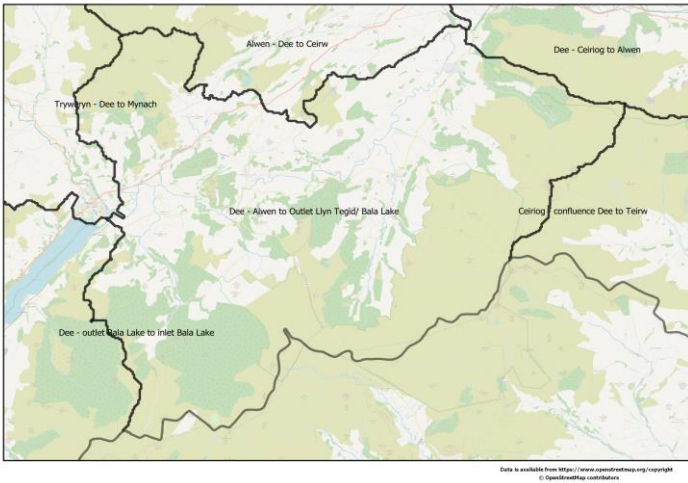 Alwen - Dee to Ceirw
Dee - Ceiriog to Alwen
Tryweryn - Dee to Mynach
Dee - Alwen to Outlet Llyn Tegid/ Bala Lake
Ceiriog - confluence Dee to Teirw
Dee - outlet Bala Lake to inlet Bala Lake
Data is available from https://www.openstreetmap.org/copyright
© OpenStreetMap contributors